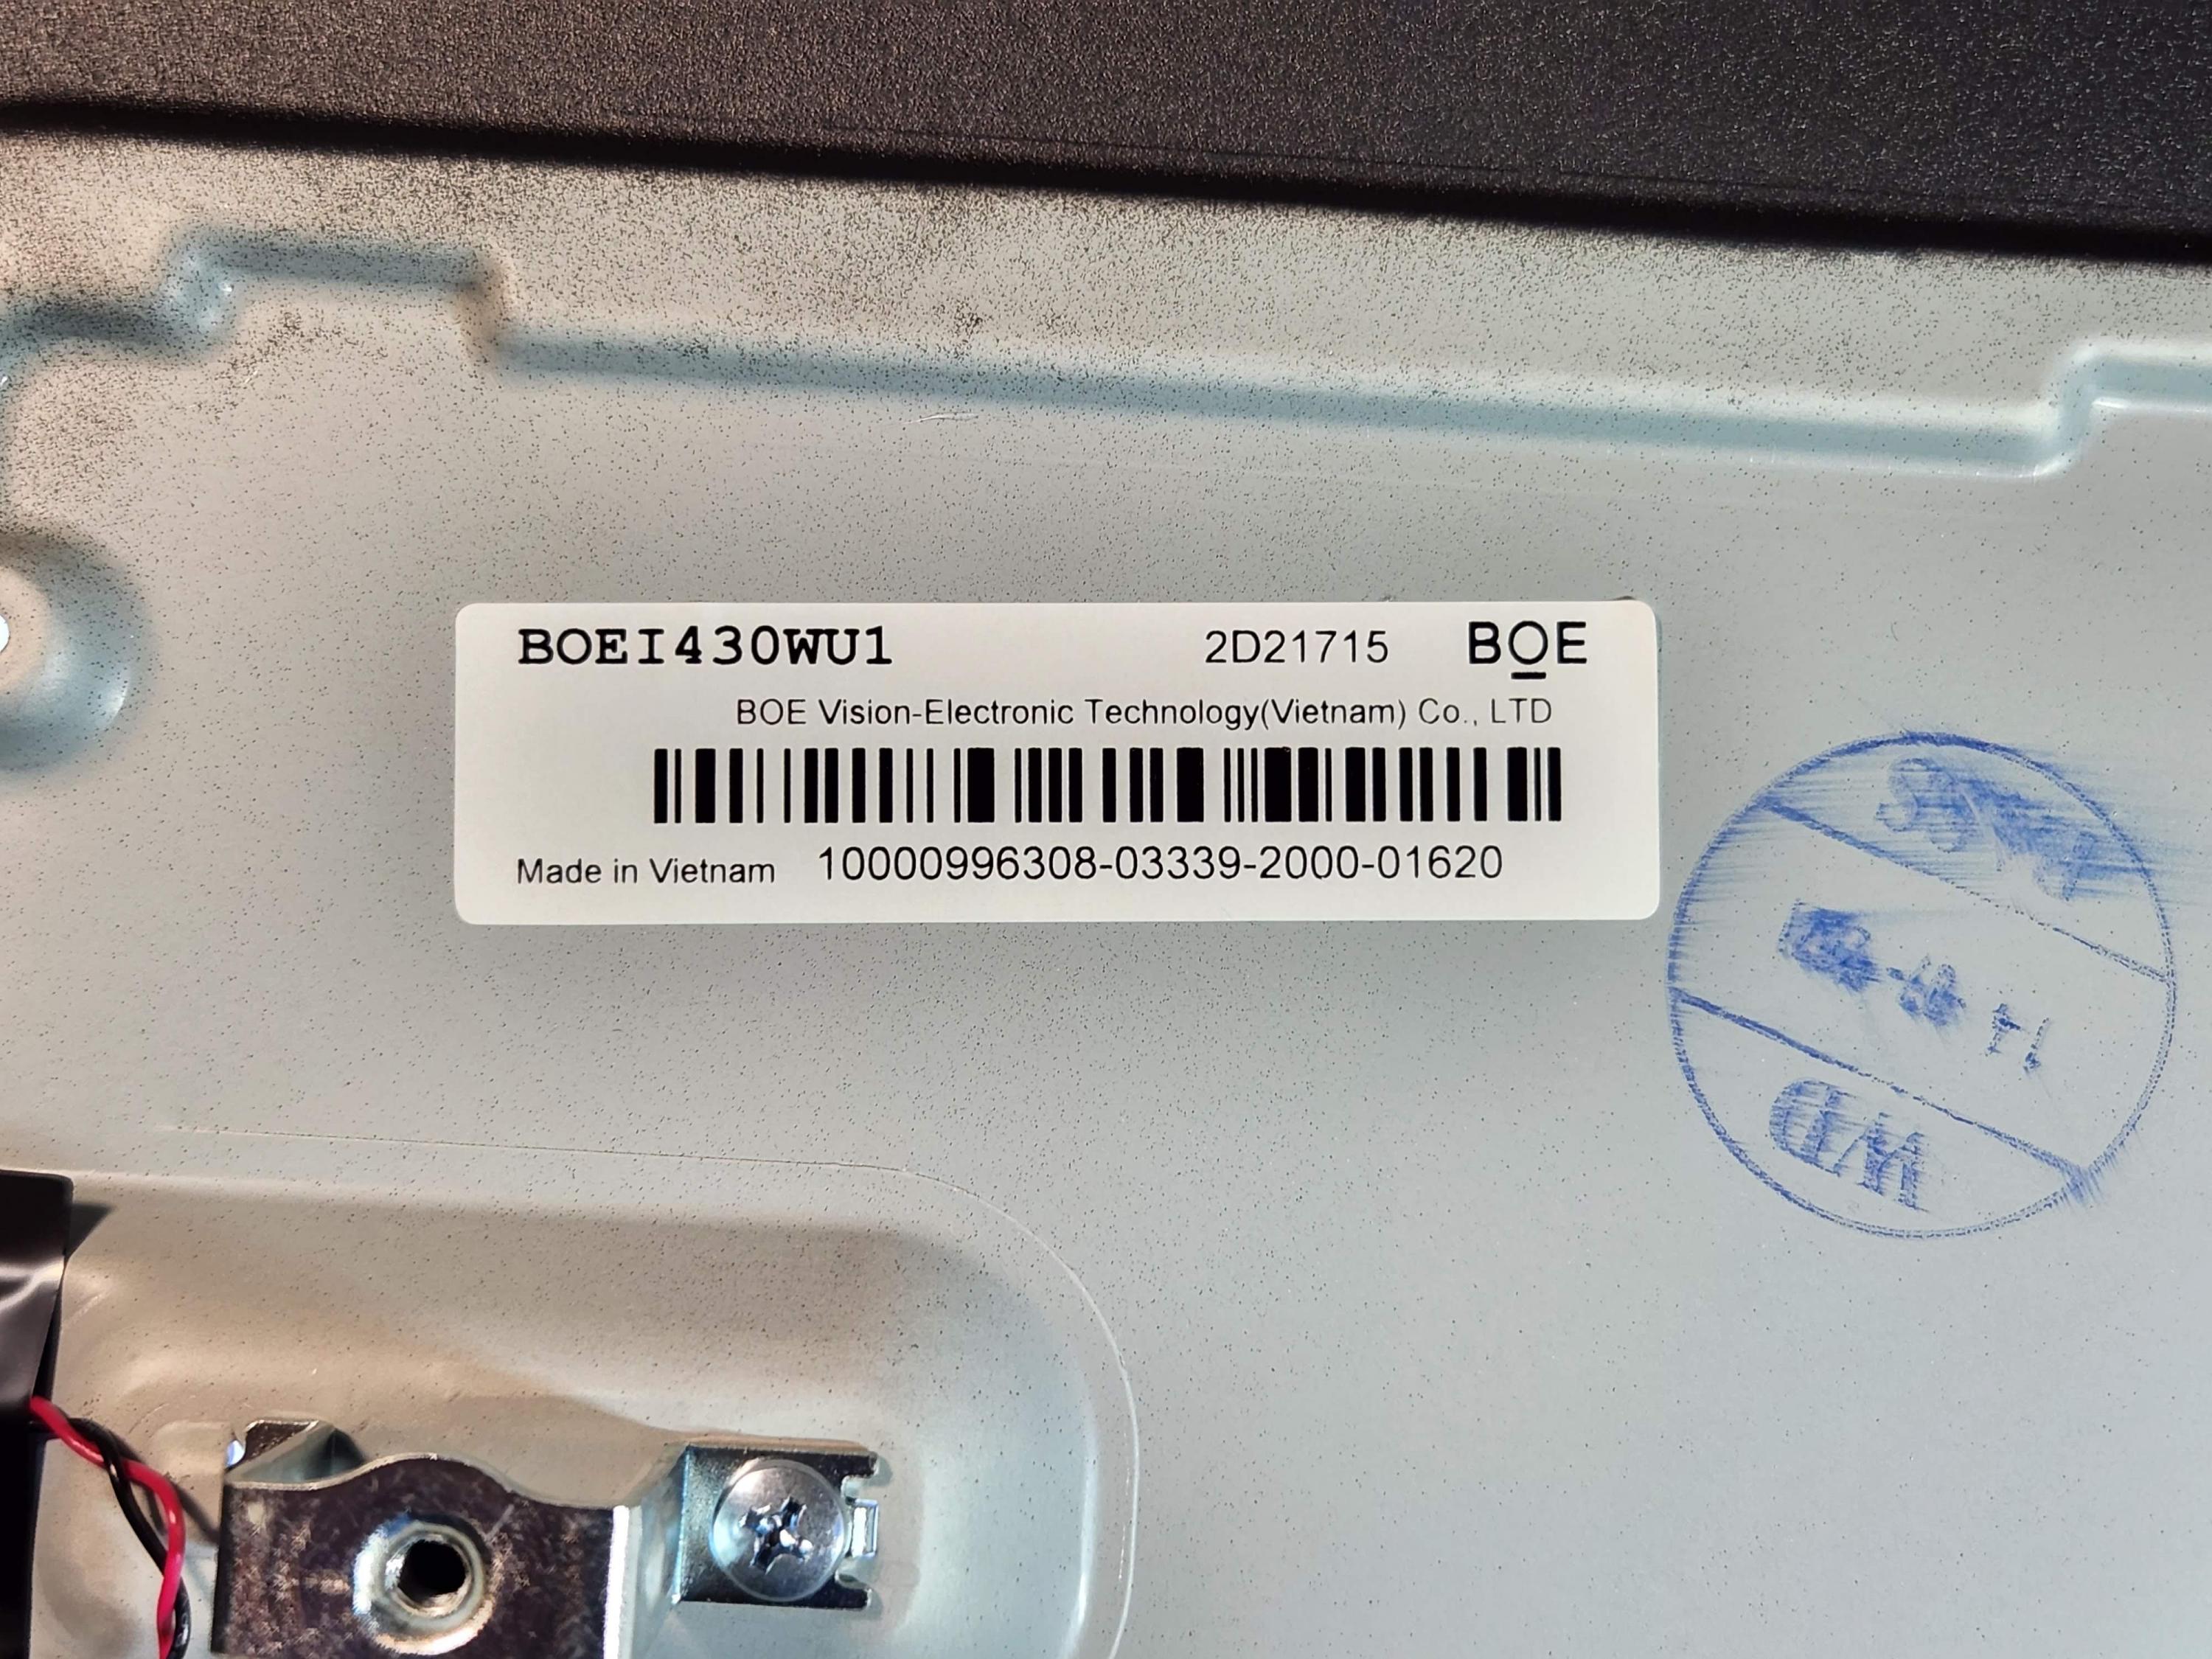 BOEI430WU1 2D21715 BOE
BOE Vision-Electronic Technology(Vietnam) Co., LTD
Made in Vietnam 10000996308-03339-2000-01620